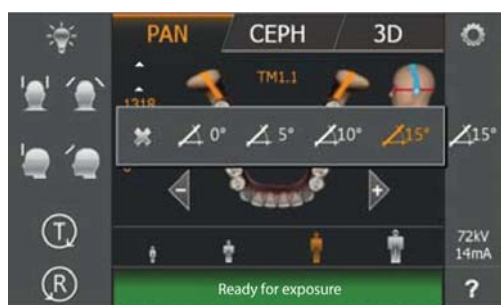 PAN CEPH 3D
TM1.1
1318
0° 5° 10° 15° 15°
T
72kV
14mA
R
Ready for exposure
?